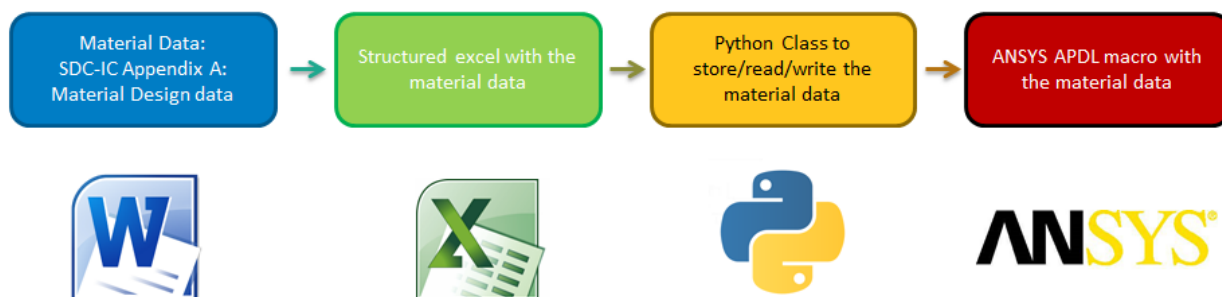 Material Data:
SDC-IC Appendix A:
Material Design data
Structured excel with the
material data
Python Class to
store/read/write the
material data
ANSYS APDL macro with
the material data
W
X
ANSYS®